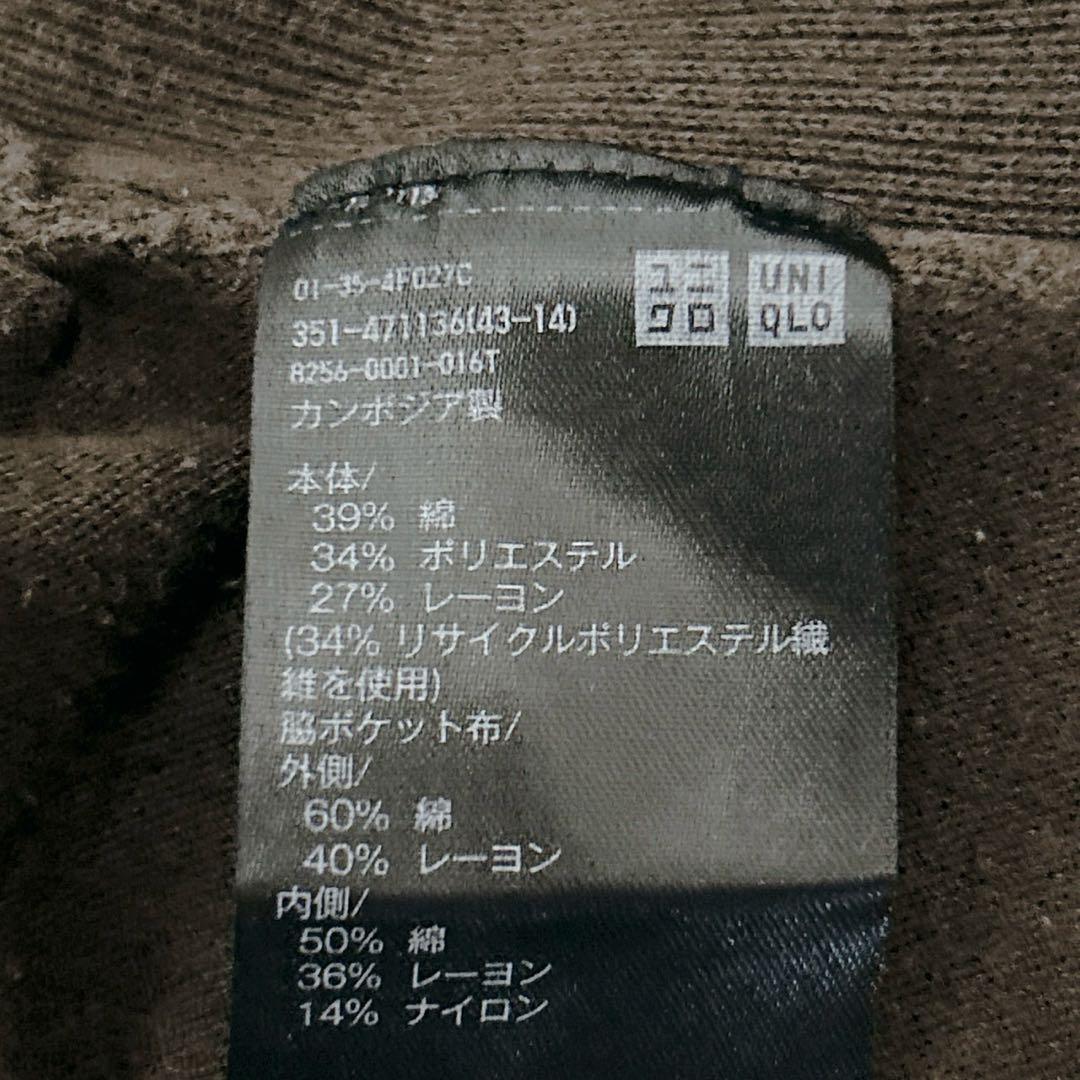 ユニ
クロ
UNI
QLO
01-35-4F027C
351-471136(43-14)
8256-0001-016T
カンボジア製
本体/
39% 綿
34% ポリエステル
27% レーヨン
(34% リサイクルポリエステル繊
維を使用)
脇ポケット布/
外側/
60% 綿
40% レーヨン
内側/
50% 綿
36% レーヨン
14% ナイロン